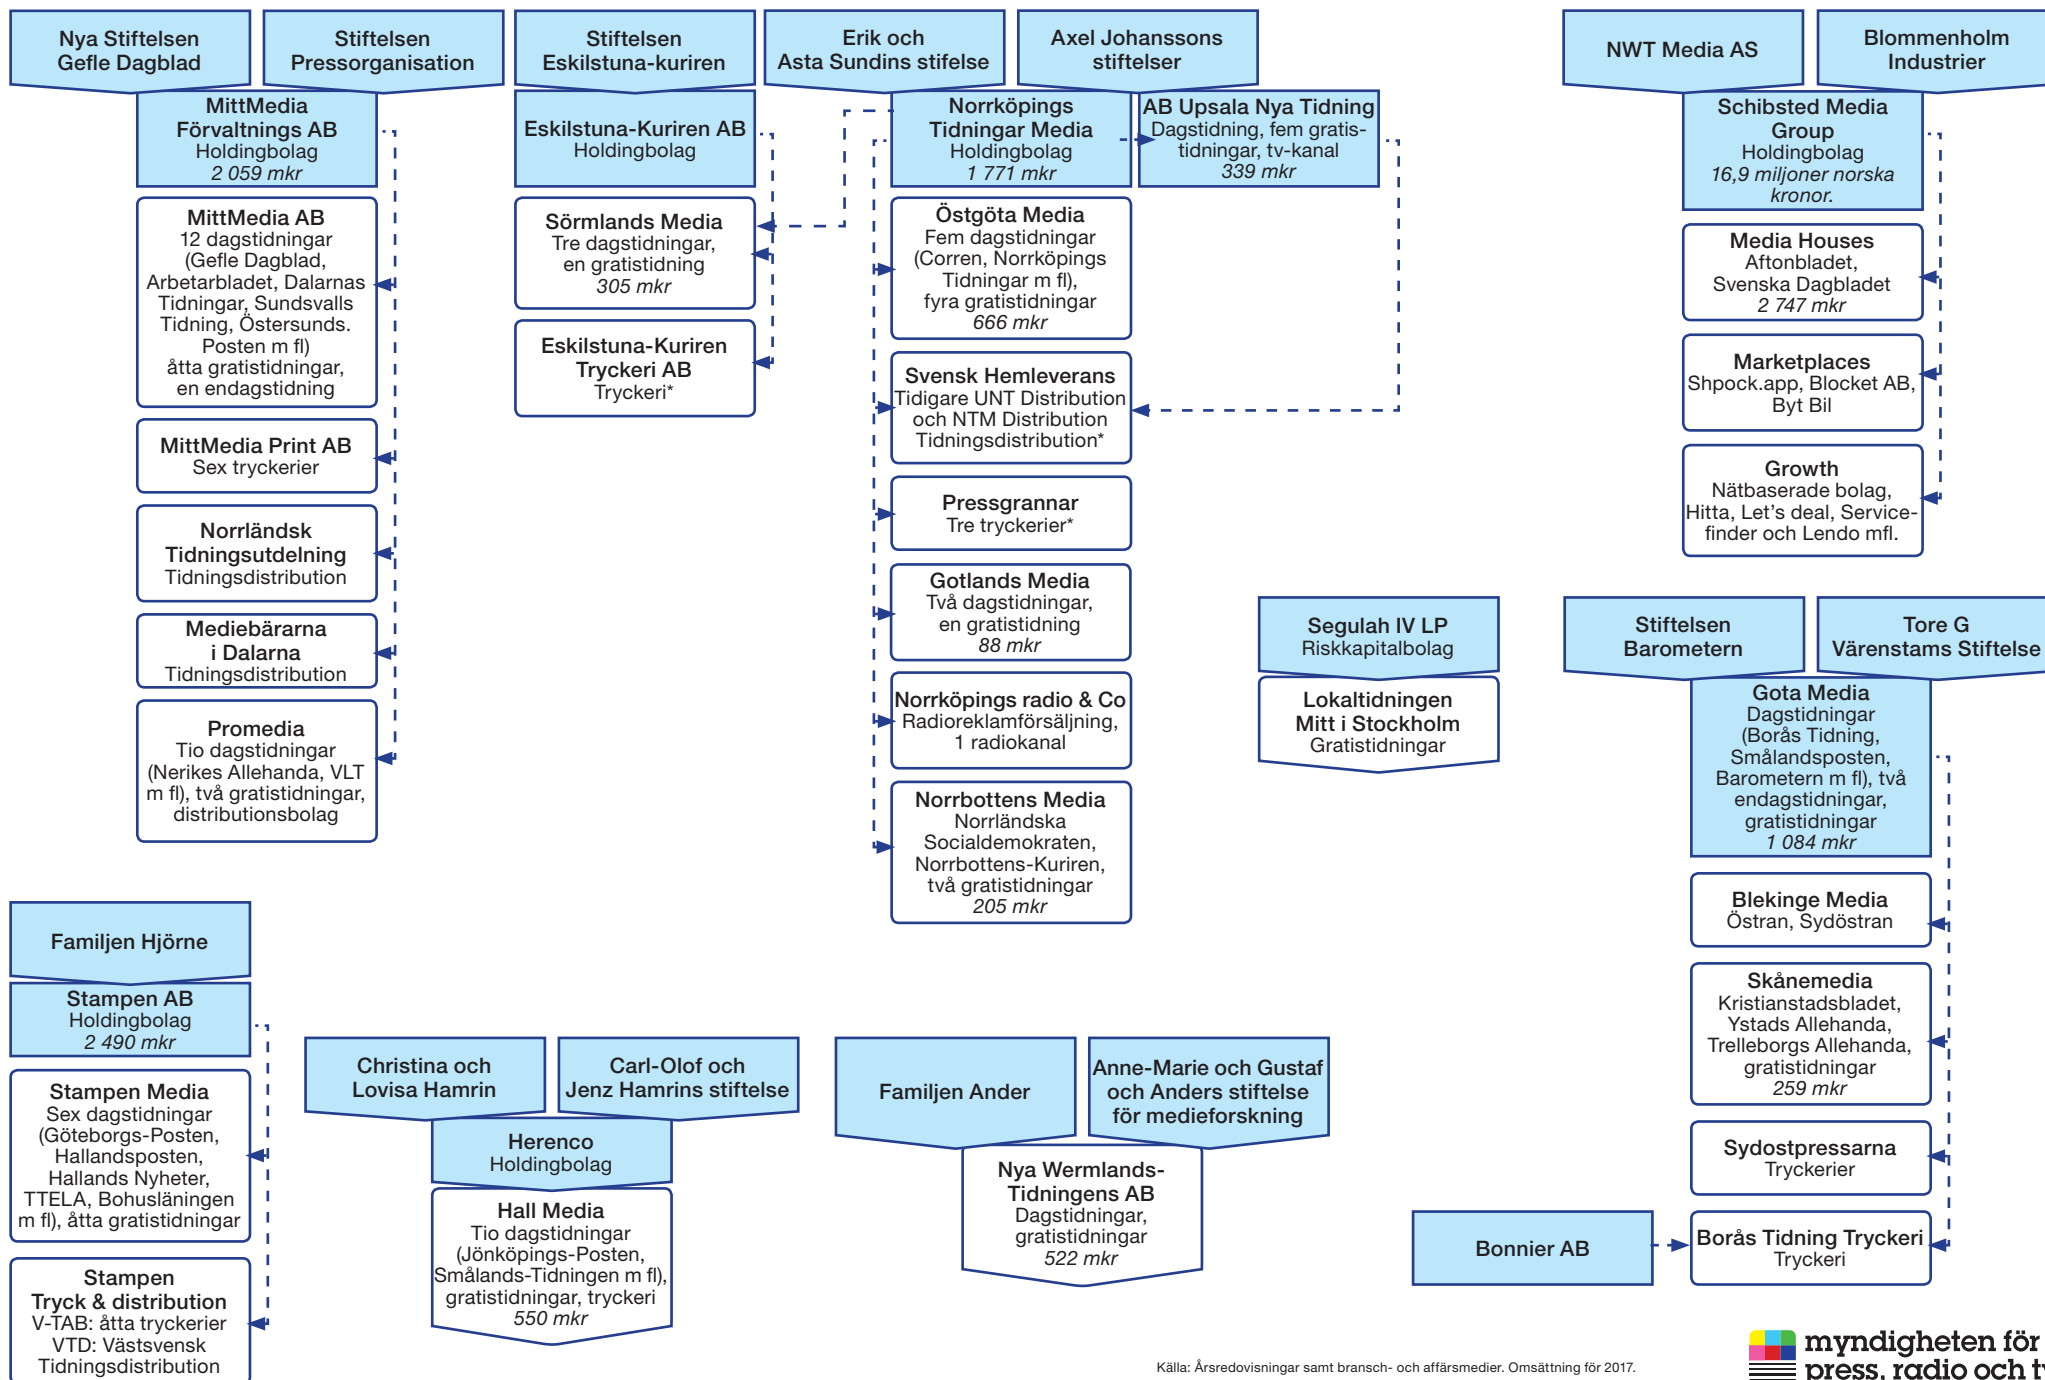 Nya Stiftelsen
Gefle Dagblad
Stiftelsen
Pressorganisation
MittMedia
Förvaltnings AB
Holdingbolag
2 059 mkr
MittMedia AB
12 dagstidningar
(Gefle Dagblad,
Arbetarbladet, Dalarnas
Tidningar, Sundsvalls
Tidning, Östersunds.
Posten m fl)
åtta gratistidningar,
en endagstidning
MittMedia Print AB
Sex tryckerier
Norrländsk
Tidningsutdelning
Tidningsdistribution
Mediebärarna
i Dalarna
Tidningsdistribution
Promedia
Tio dagstidningar
(Nerikes Allehanda, VLT
m fl), två gratistidningar,
distributionsbolag
Stiftelsen
Eskilstuna-kuriren
Eskilstuna-Kuriren AB
Holdingbolag
Sörmlands Media
Tre dagstidningar,
en gratistidning
305 mkr
Eskilstuna-Kuriren
Tryckeri AB
Tryckeri*
Erik och
Asta Sundins stifelse
Axel Johanssons
stiftelser
Norrköpings
Tidningar Media
Holdingbolag
1 771 mkr
AB Upsala Nya Tidning
Dagstidning, fem gratis-
tidningar, tv-kanal
339 mkr
Östgöta Media
Fem dagstidningar
(Corren, Norrköpings
Tidningar m fl),
fyra gratistidningar
666 mkr
Svensk Hemleverans
Tidigare UNT Distribution
och NTM Distribution
Tidningsdistribution*
Pressgrannar
Tre tryckerier*
Gotlands Media
Två dagstidningar,
en gratistidning
88 mkr
Norrköpings radio & Co
Radioreklamförsäljning,
1 radiokanal
Norrbottens Media
Norrländska
Socialdemokraten,
Norrbottens-Kuriren,
två gratistidningar
205 mkr
NWT Media AS
Blommenholm
Industrier
Schibsted Media
Group
Holdingbolag
16,9 miljoner norska
kronor.
Media Houses
Aftonbladet,
Svenska Dagbladet
2 747 mkr
Marketplaces
Shpock.app, Blocket AB,
Byt Bil
Growth
Nätbaserade bolag,
Hitta, Let's deal, Service-
finder och Lendo mfl.
Segulah IV LP
Riskkapitalbolag
Lokaltidningen
Mitt i Stockholm
Gratistidningar
Stiftelsen
Barometern
Tore G
Värenstams Stiftelse
Gota Media
Dagstidningar
(Borås Tidning,
Smålandsposten,
Barometern m fl), två
endagstidningar,
gratistidningar
1 084 mkr
Blekinge Media
Östran, Sydöstran
Skånemedia
Kristianstadsbladet,
Ystads Allehanda,
Trelleborgs Allehanda,
gratistidningar
259 mkr
Sydostpressarna
Tryckerier
Bonnier AB
Borås Tidning Tryckeri
Tryckeri
Familjen Hjörne
Stampen AB
Holdingbolag
2 490 mkr
Stampen Media
Sex dagstidningar
(Göteborgs-Posten,
Hallandsposten,
Hallands Nyheter,
TTELA, Bohusläningen
m fl), åtta gratistidningar
Stampen
Tryck & distribution
V-TAB: åtta tryckerier
VTD: Västsvensk
Tidningsdistribution
Christina och
Lovisa Hamrin
Carl-Olof och
Jenz Hamrins stiftelse
Herenco
Holdingbolag
Hall Media
Tio dagstidningar
(Jönköpings-Posten,
Smålands-Tidningen m fl),
gratistidningar, tryckeri
550 mkr
Familjen Ander
Anne-Marie och Gustaf
och Anders stiftelse
för medieforskning
Nya Wermlands-
Tidningens AB
Dagstidningar,
gratistidningar
522 mkr
Källa: Årsredovisningar samt bransch- och affärsmedier. Omsättning för 2017.
myndigheten för
press, radio och tv